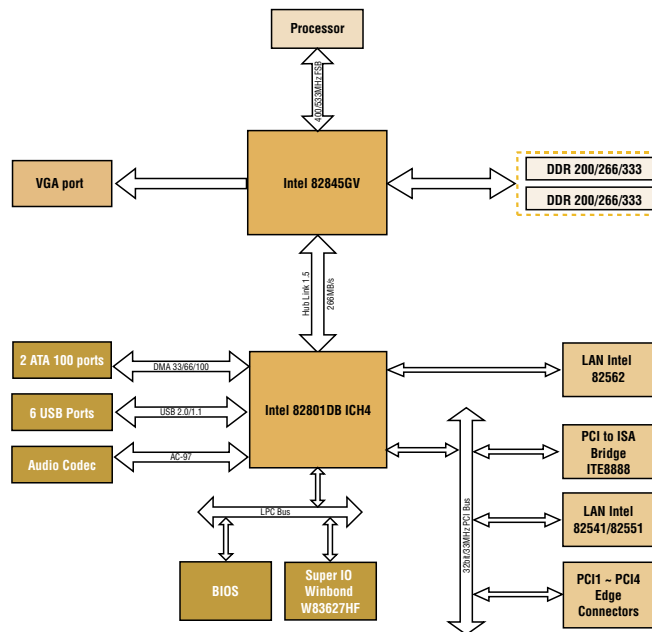 Processor
400/533MHz FSB
VGA port
Intel 82845GV
DDR 200/266/333
DDR 200/266/333
Hub Link 1.5
266MB/s
2 ATA 100 ports
DMA 33/66/100
Intel 82801DB ICH4
LAN Intel
82562
6 USB Ports
USB 2.0/1.1
Audio Codec
AC-97
PCI to ISA
Bridge
ITE8888
32bit/33MHz PCI Bus
LPC Bus
LAN Intel
82541/82551
BIOS
Super IO
Winbond
W83627HF
PCI1 ~ PCI4
Edge
Connectors